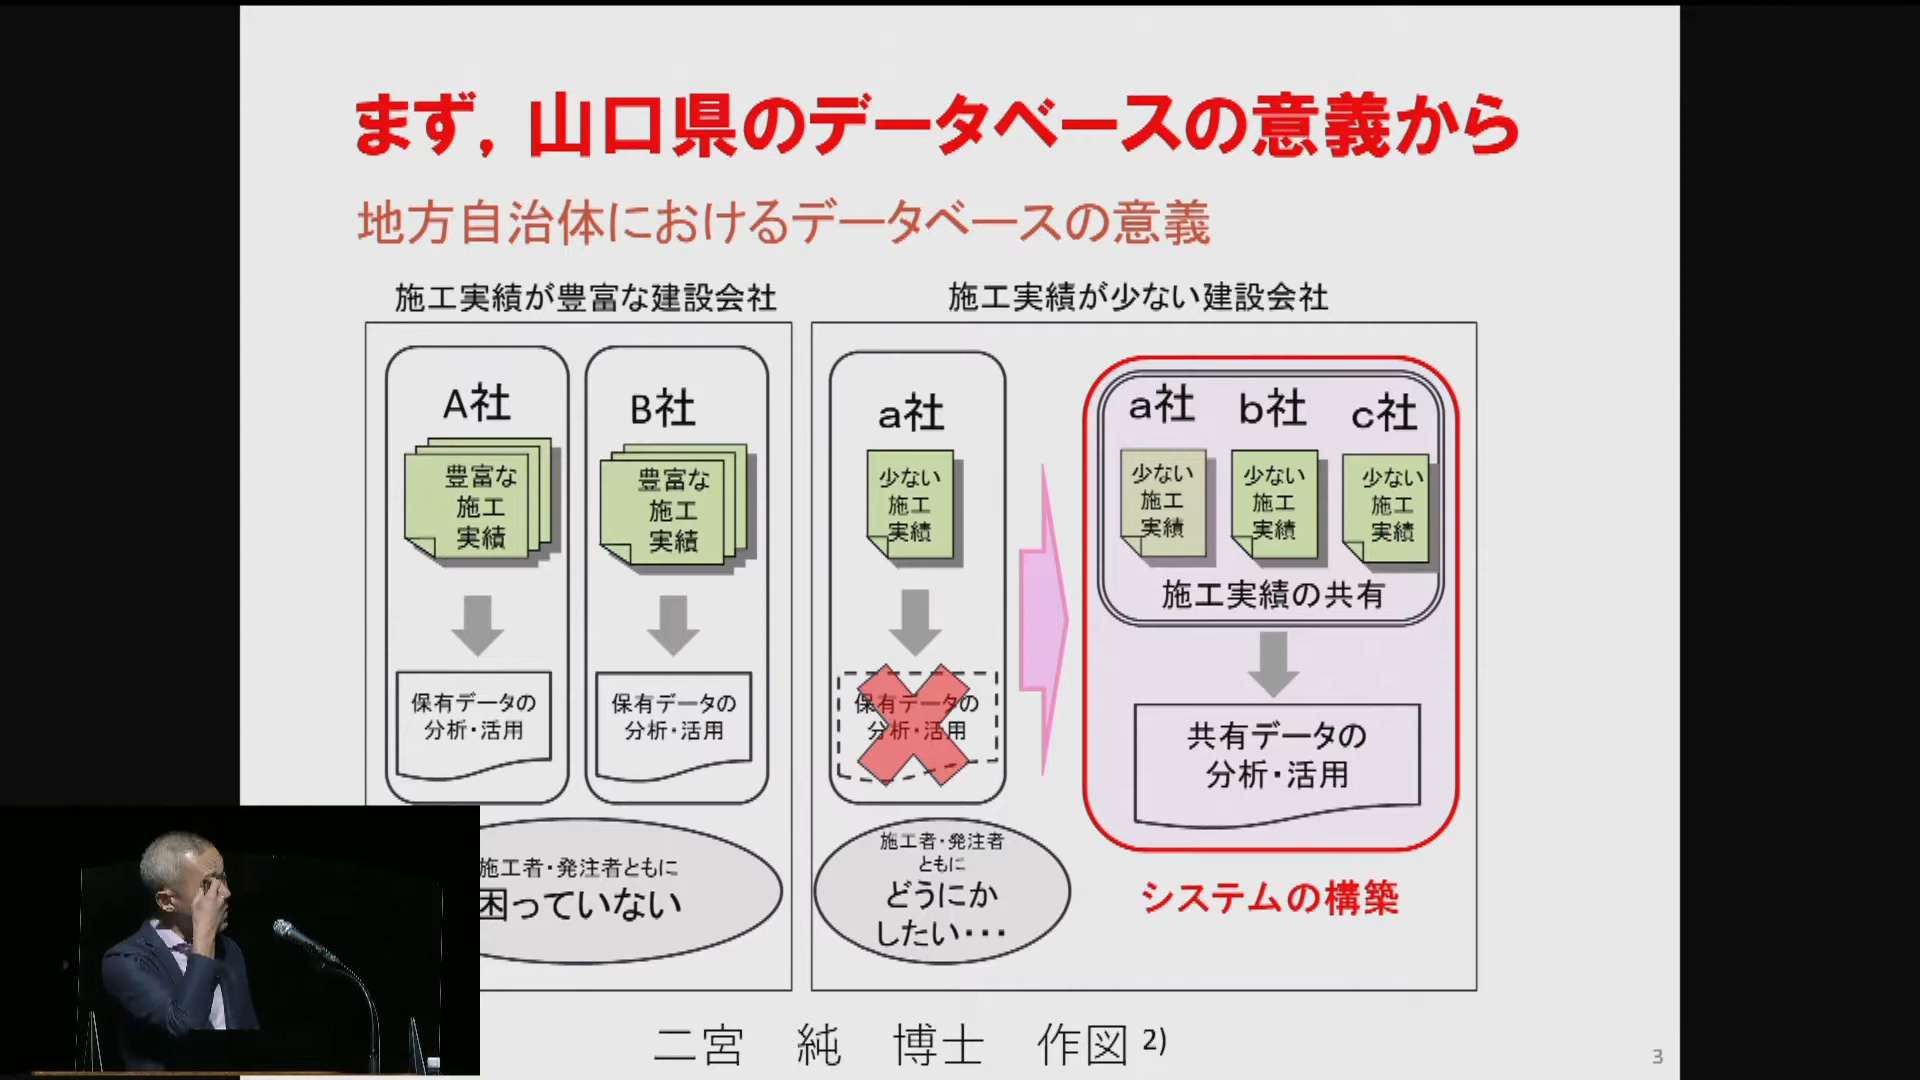 まず，山口県のデータベースの意義から
地方自治体におけるデータベースの意義
施工実績が豊富な建設会社
A社
豊富な
施工
実績
保有データの
分析・活用
B社
豊富な
施工
実績
保有データの
分析・活用
施工者・発注者ともに
困っていない
施工実績が少ない建設会社
a社
少ない
施工
実績
保有データの
分析・活用
施工者・発注者
ともに
どうにか
したい・・・
a社
少ない
施工
実績
b社
少ない
施工
実績
c社
少ない
施工
実績
施工実績の共有
共有データの
分析・活用
システムの構築
二宮　純　博士　作図 2)
3